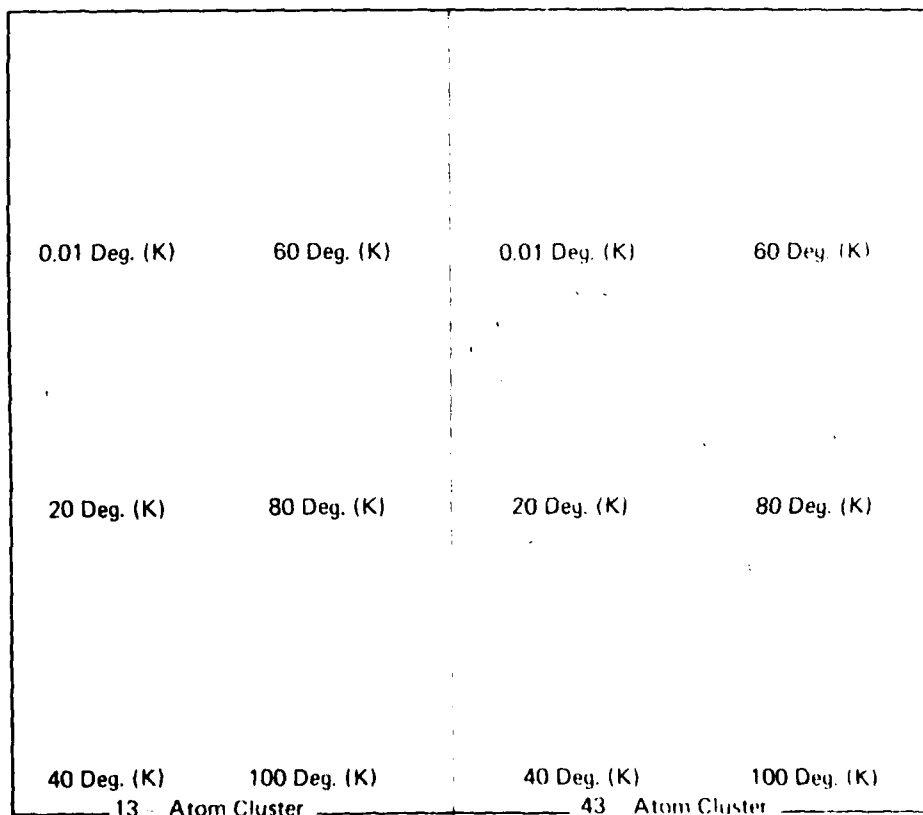 0.01 Deg. (K) 60 Deg. (K) 0.01 Deg. (K) 60 Deg. (K)
20 Deg. (K) 80 Deg. (K) 20 Deg. (K) 80 Deg. (K)
40 Deg. (K) 100 Deg. (K) 40 Deg. (K) 100 Deg. (K)
13 - Atom Cluster 43 Atom Cluster